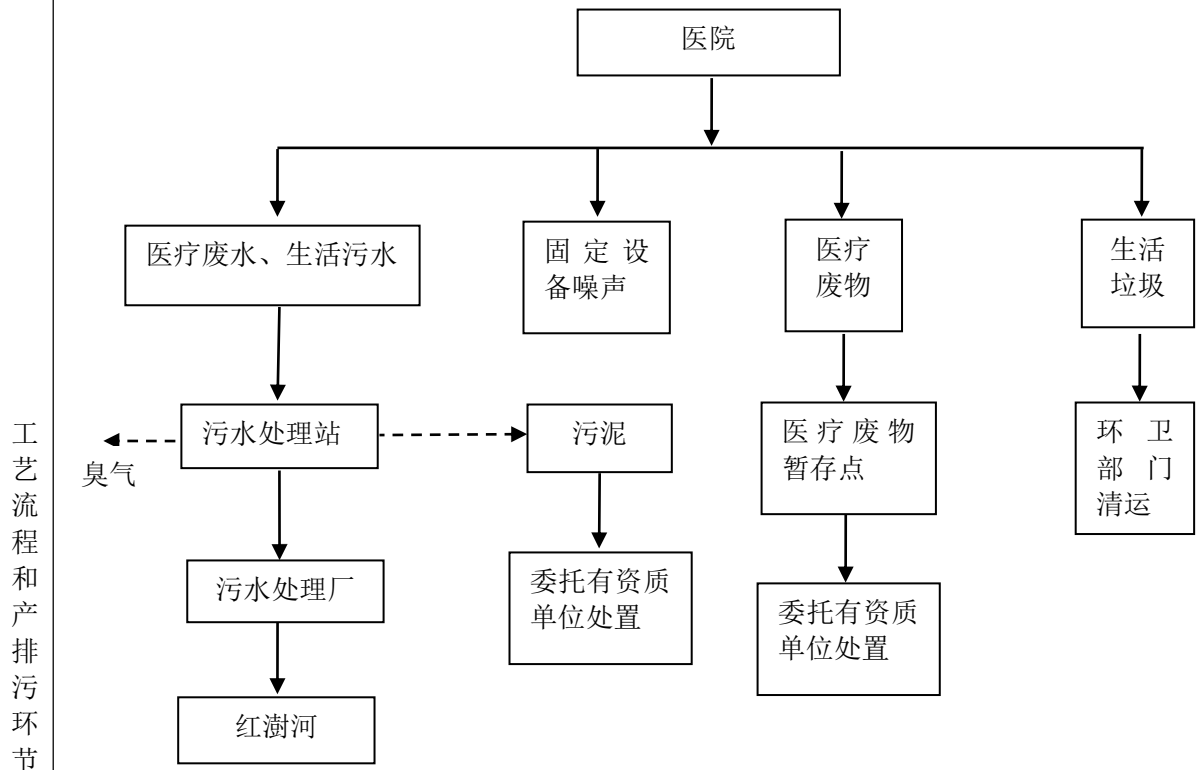 医院
医疗废水、生活污水
固定设
备噪声
医疗
废物
生活
垃圾
污水处理站
臭气
污泥
医疗废物
暂存点
环卫
部门
清运
污水处理厂
委托有资质
单位处置
委托有资质
单位处置
红澍河
工艺流程和产排污环节